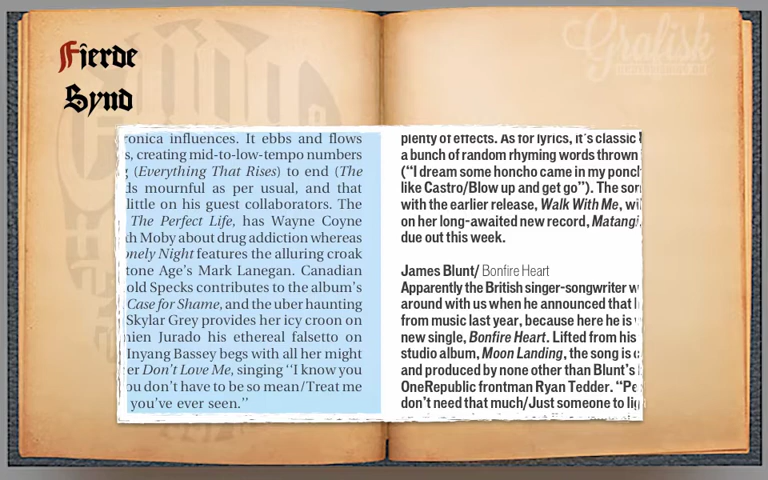 Fjerde
Synd
Grafisk
ronica influences. It ebbs and flows
s, creating mid-to-low-tempo numbers
(Everything That Rises) to end (The
ds mournful as per usual, and that
little on his guest collaborators. The
The Perfect Life, has Wayne Coyne
th Moby about drug addiction whereas
onely Night features the alluring croak
tone Age's Mark Lanegan. Canadian
old Specks contributes to the album's
Case for Shame, and the uber haunting
Skylar Grey provides her icy croon on
mien Jurado his ethereal falsetto on
Inyang Bassey begs with all her might
er Don't Love Me, singing "I know you
ou don't have to be so mean/Treat me
you've ever seen."
plenty of effects. As for lyrics, it's classic
a bunch of random rhyming words thrown
("I dream some honcho came in my ponch
like Castro/Blow up and get go"). The son
with the earlier release, Walk With Me, wil
on her long-awaited new record, Matangi.
due out this week.
James Blunt/ Bonfire Heart
Apparently the British singer-songwriter w
around with us when he announced that
from music last year, because here he is
new single, Bonfire Heart. Lifted from his
studio album, Moon Landing, the song is c
and produced by none other than Blunt's
OneRepublic frontman Ryan Tedder. "Pe
don't need that much/Just someone to lig